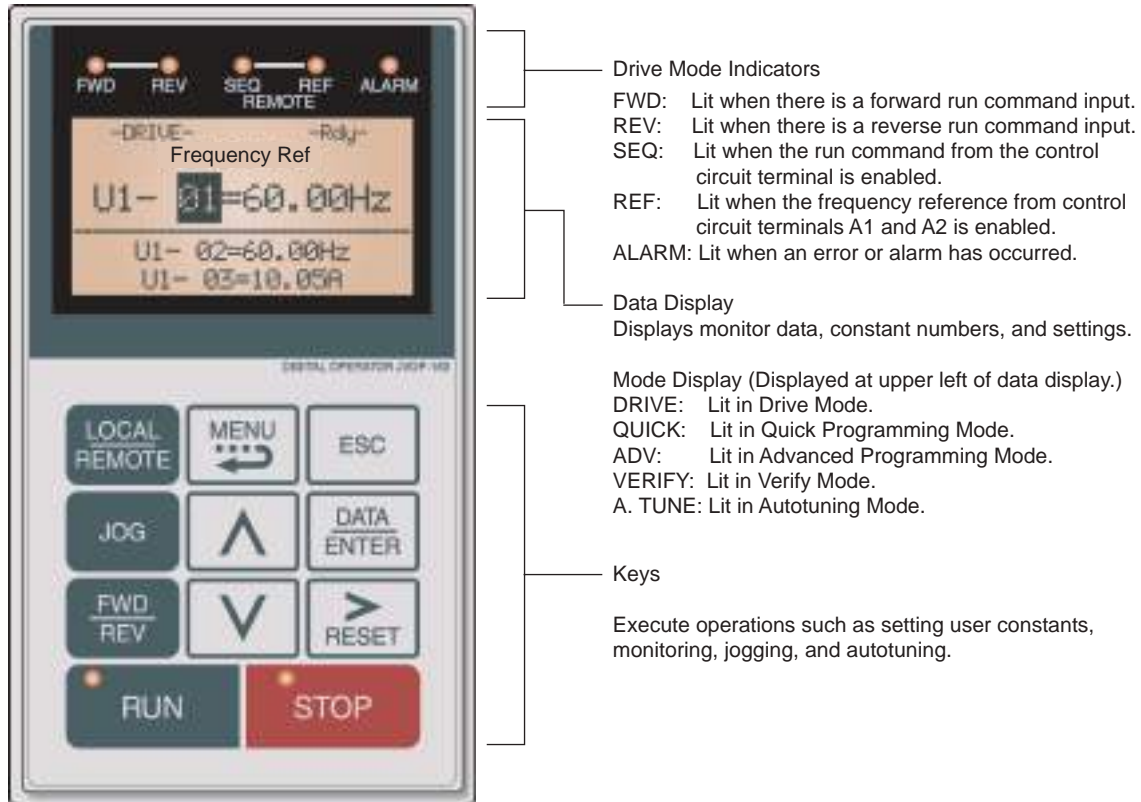 FWD REV SEQ REF ALARM
REMOTE
-DRIVE- -Rdy-
Frequency Ref
U1- 01=60.00Hz
U1- 02=60.00Hz
U1- 03=10.05A
DIGITAL OPERATOR
LOCAL
REMOTE
MENU
ESC
JOG
DATA
ENTER
FWD
REV
>
RESET
RUN
STOP
Drive Mode Indicators
FWD: Lit when there is a forward run command input.
REV: Lit when there is a reverse run command input.
SEQ: Lit when the run command from the control
circuit terminal is enabled.
REF: Lit when the frequency reference from control
circuit terminals A1 and A2 is enabled.
ALARM: Lit when an error or alarm has occurred.
Data Display
Displays monitor data, constant numbers, and settings.
Mode Display (Displayed at upper left of data display.)
DRIVE: Lit in Drive Mode.
QUICK: Lit in Quick Programming Mode.
ADV: Lit in Advanced Programming Mode.
VERIFY: Lit in Verify Mode.
A. TUNE: Lit in Autotuning Mode.
Keys
Execute operations such as setting user constants,
monitoring, jogging, and autotuning.